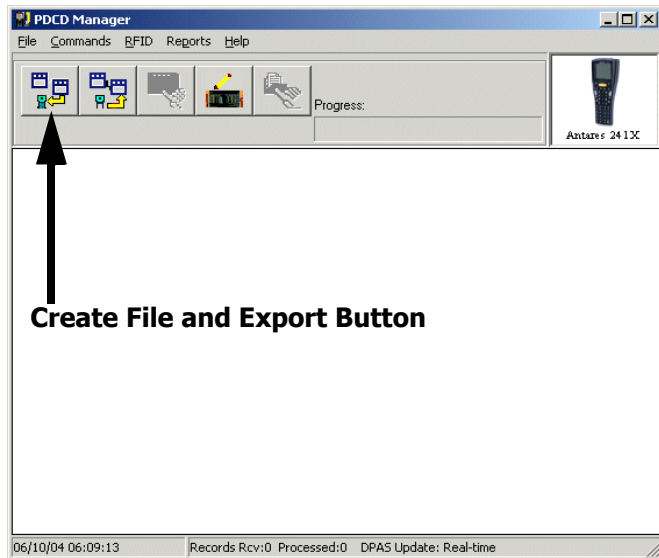 PDCD Manager
File Commands RFID Reports Help
Progress:
Antares 241X
Create File and Export Button
06/10/04 06:09:13 Records Rcv:0 Processed:0 DPAS Update: Real-time